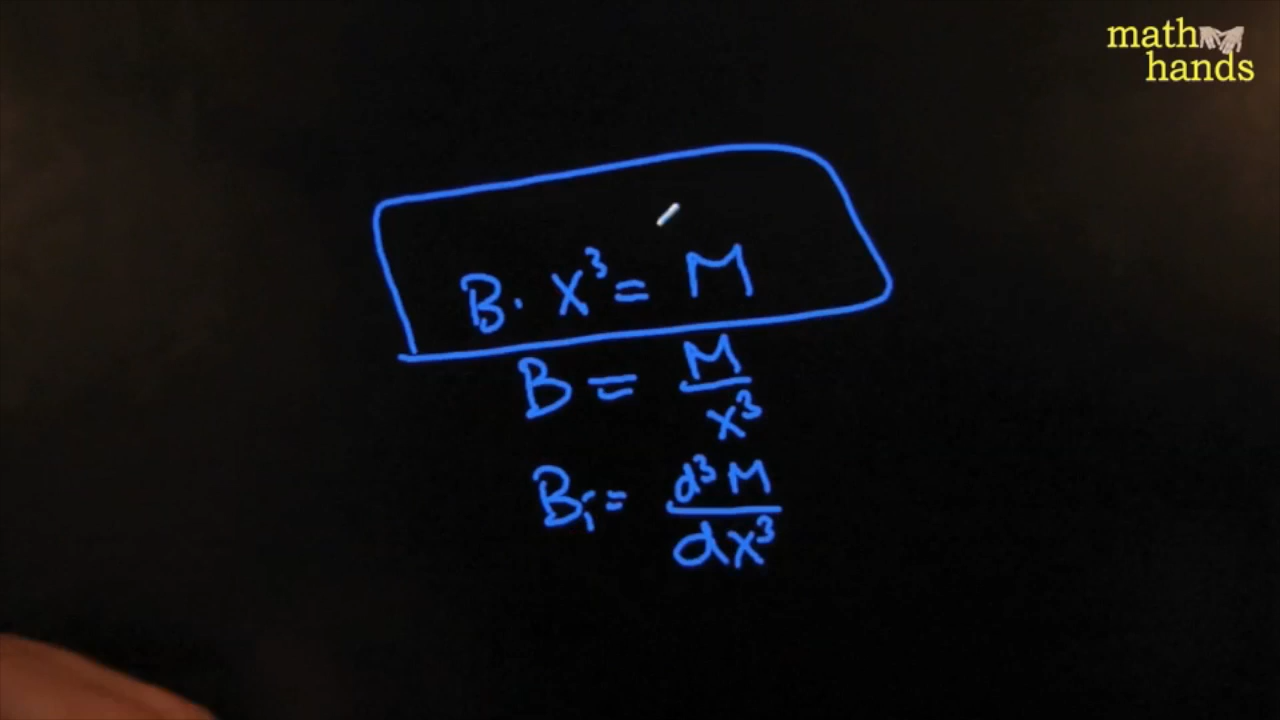 math
hands
B · x³ = M
B = M/x³
Bᵢ = d³M/dx³